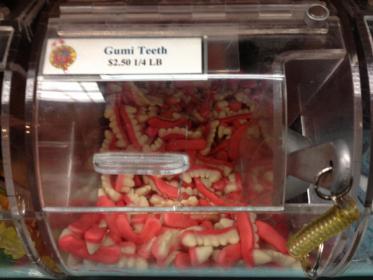 Gumi Teeth
$2.50 1/4 LB